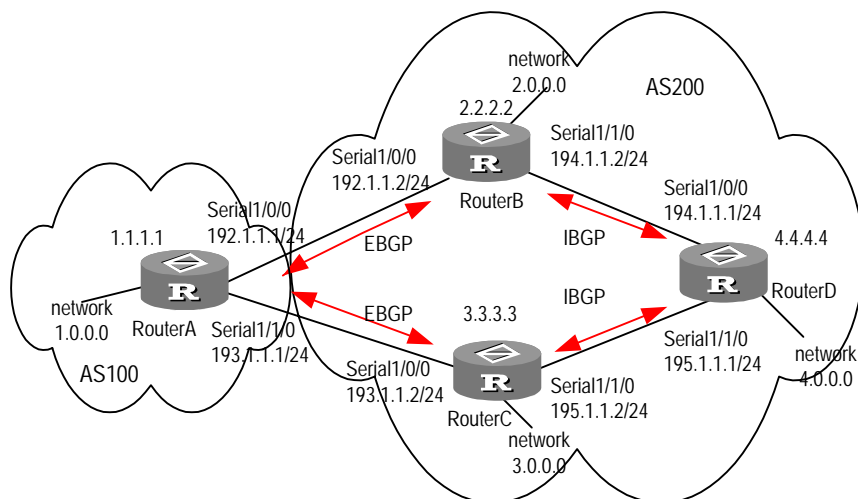 network
2.0.0.0
AS200
2.2.2.2
Serial1/1/0
194.1.1.2/24
Serial1/0/0
192.1.1.2/24
R
RouterB
Serial1/0/0
194.1.1.1/24
Serial1/0/0
192.1.1.1/24
1.1.1.1
EBGP
IBGP
4.4.4.4
R
RouterD
R
network
1.0.0.0
RouterA
EBGP
IBGP
3.3.3.3
Serial1/1/0
193.1.1.1/24
AS100
Serial1/1/0
195.1.1.1/24
network
4.0.0.0
Serial1/0/0
193.1.1.2/24
R
RouterC
Serial1/1/0
195.1.1.2/24
network
3.0.0.0